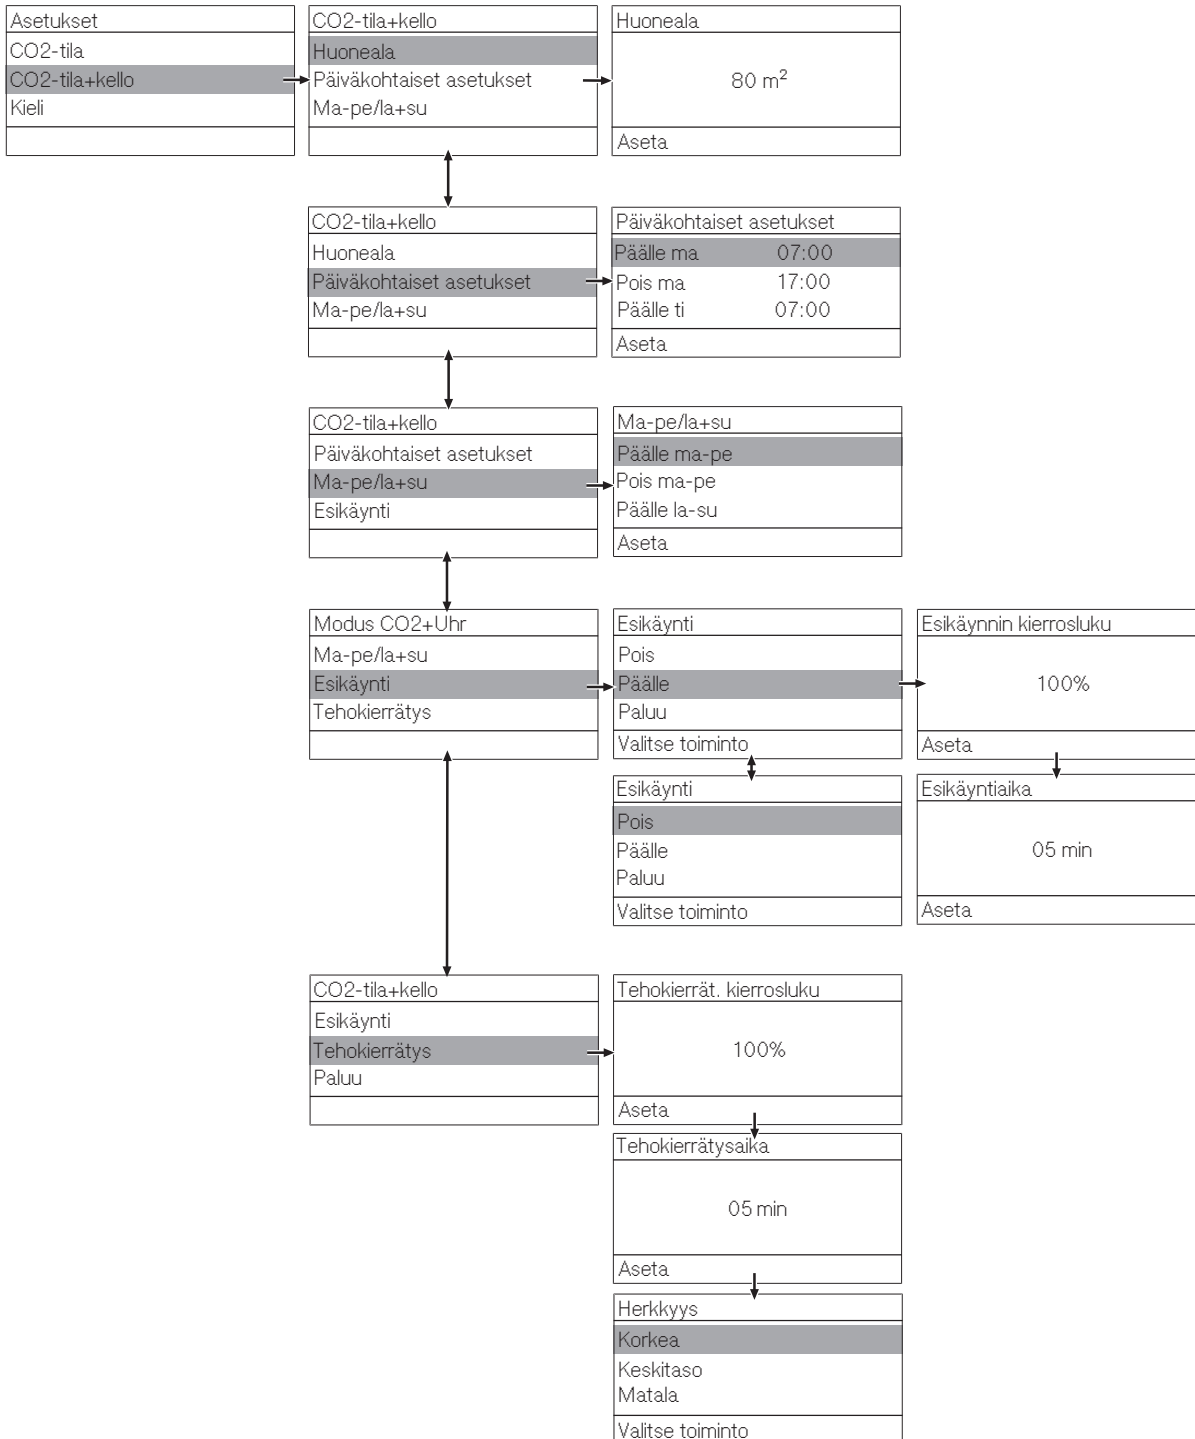 Asetukset
CO2-tila
CO2-tila+kello
Kieli
CO2-tila+kello
Huoneala
Päiväkohtaiset asetukset
Ma-pe/la+su
Huoneala
80 m²
Aseta
CO2-tila+kello
Huoneala
Päiväkohtaiset asetukset
Ma-pe/la+su
Päiväkohtaiset asetukset
Päälle ma 07:00
Pois ma 17:00
Päälle ti 07:00
Aseta
CO2-tila+kello
Päiväkohtaiset asetukset
Ma-pe/la+su
Esikäynti
Ma-pe/la+su
Päälle ma-pe
Pois ma-pe
Päälle la-su
Aseta
Modus CO2+Uhr
Ma-pe/la+su
Esikäynti
Tehokierrätys
Esikäynti
Pois
Päälle
Paluu
Valitse toiminto
Esikäynnin kierrosluku
100%
Aseta
Esikäynti
Pois
Päälle
Paluu
Valitse toiminto
Esikäyntiaika
05 min
Aseta
CO2-tila+kello
Esikäynti
Tehokierrätys
Paluu
Tehokierrät. kierrosluku
100%
Aseta
Tehokierrätysaika
05 min
Aseta
Herkkyys
Korkea
Keskitaso
Matala
Valitse toiminto